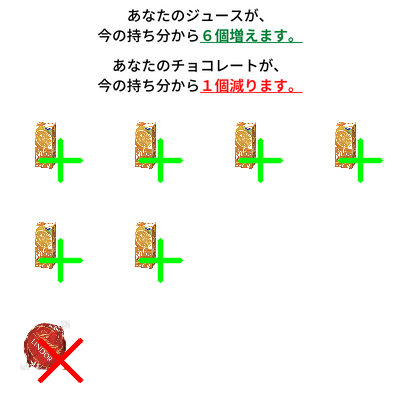 あなたのジュースが、
今の持ち分から６個増えます。
あなたのチョコレートが、
今の持ち分から１個減ります。
LINDOR